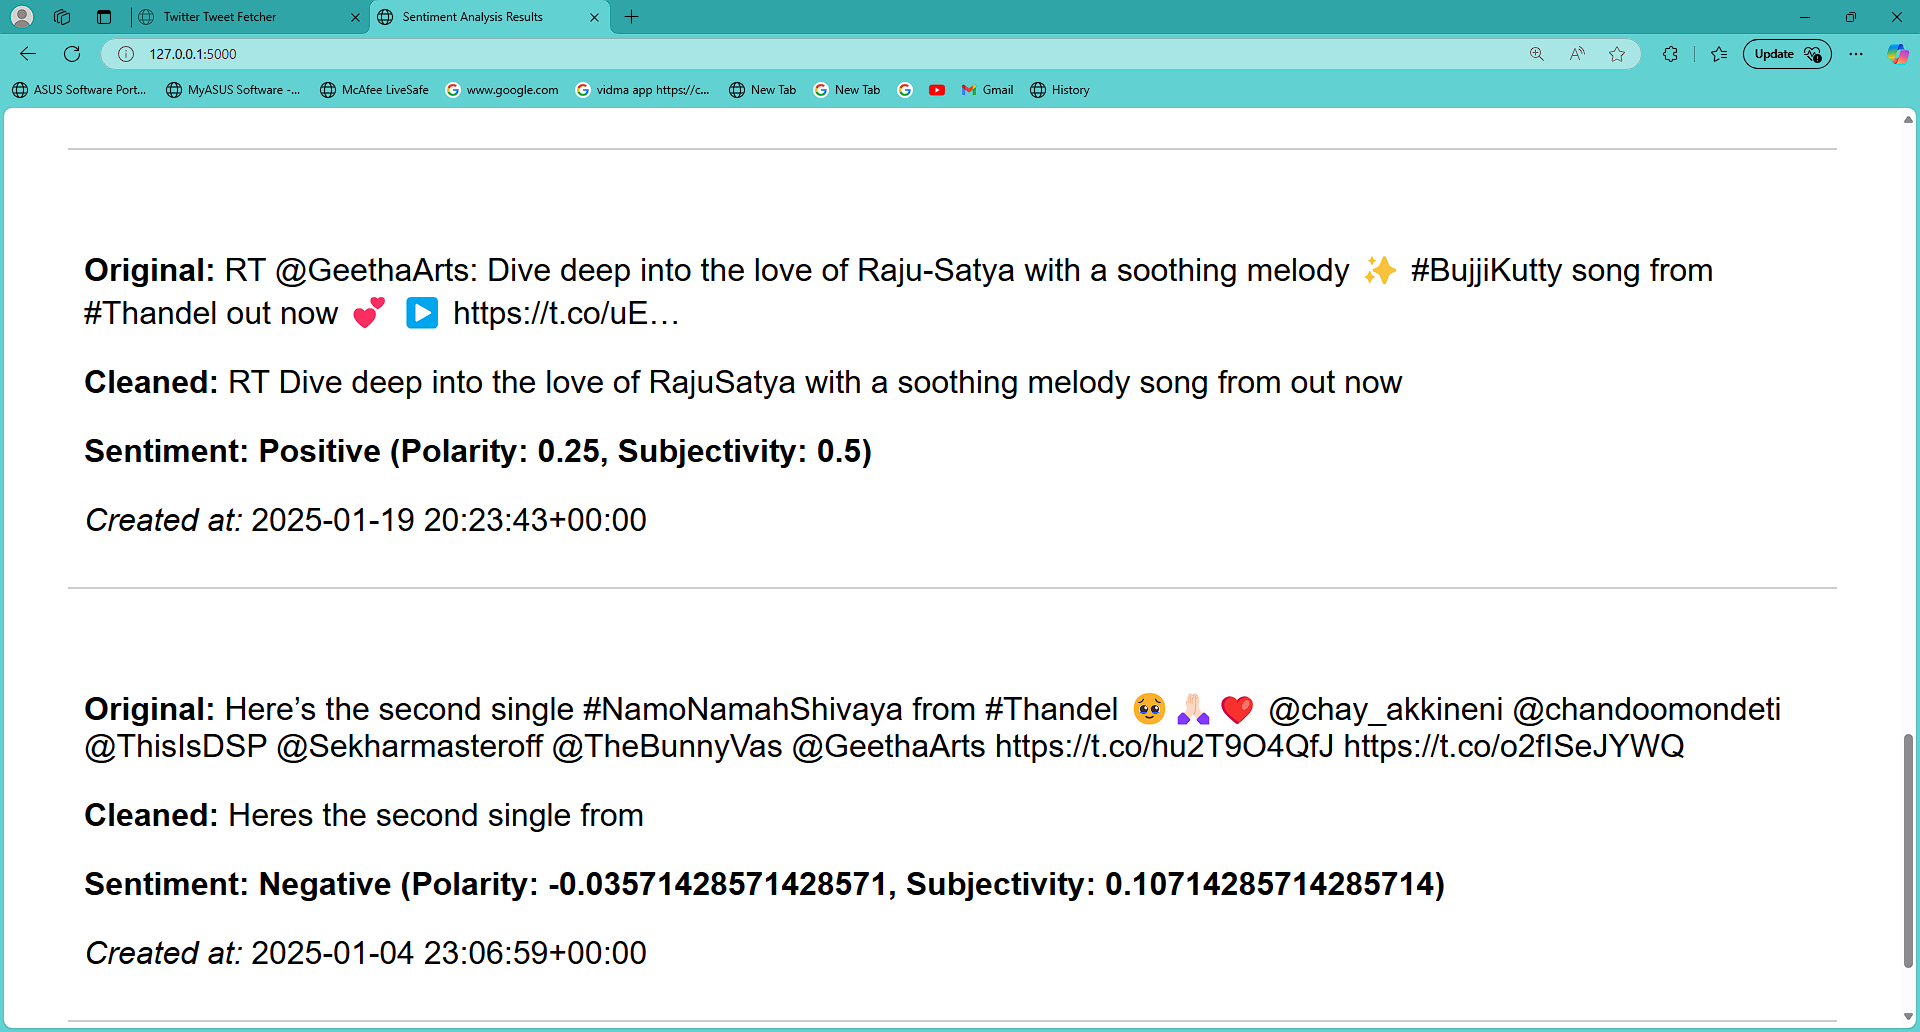 Twitter Tweet Fetcher
Sentiment Analysis Results
127.0.0.1:5000
Update
ASUS Software Port...
MyASUS Software -...
McAfee LiveSafe
www.google.com
vidma app https://c...
New Tab
New Tab
Gmail
History
Original: RT @GeethaArts: Dive deep into the love of Raju-Satya with a soothing melody ✨ #BujjiKutty song from
#Thandel out now 💕 ▶️ https://t.co/uE…
Cleaned: RT Dive deep into the love of RajuSatya with a soothing melody song from out now
Sentiment: Positive (Polarity: 0.25, Subjectivity: 0.5)
Created at: 2025-01-19 20:23:43+00:00
Original: Here’s the second single #NamoNamahShivaya from #Thandel 🥹🙏🏻❤️ @chay_akkineni @chandoomondeti
@ThisIsDSP @Sekharmasteroff @TheBunnyVas @GeethaArts https://t.co/hu2T9O4QfJ https://t.co/o2fISeJYWQ
Cleaned: Heres the second single from
Sentiment: Negative (Polarity: -0.03571428571428571, Subjectivity: 0.10714285714285714)
Created at: 2025-01-04 23:06:59+00:00